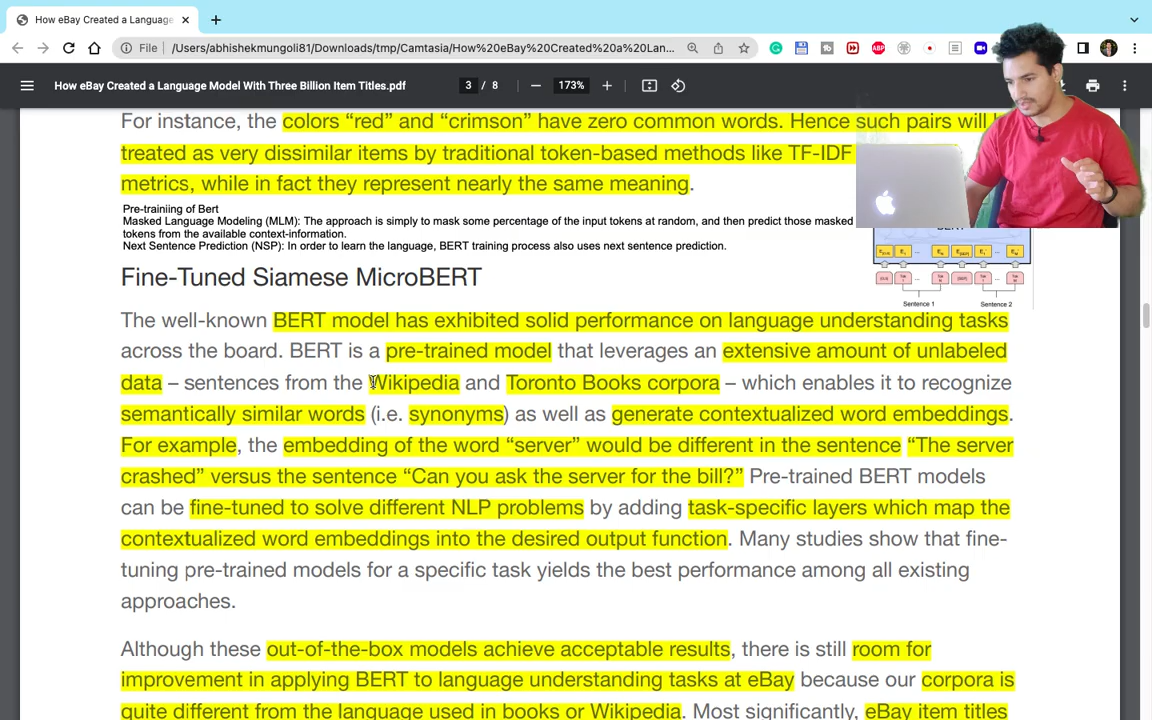 How eBay Created a Language
File /Users/abhishekmungoli81/Downloads/tmp/Camtasia/How%20eBay%20Created%20a%20Lan...
ABP
How eBay Created a Language Model With Three Billion Item Titles.pdf
3 / 8
173%
For instance, the colors “red” and “crimson” have zero common words. Hence such pairs will
treated as very dissimilar items by traditional token-based methods like TF-IDF
metrics, while in fact they represent nearly the same meaning.
Pre-trainiing of Bert
Masked Language Modeling (MLM): The approach is simply to mask some percentage of the input tokens at random, and then predict those masked
tokens from the available context-information.
Next Sentence Prediction (NSP): In order to learn the language, BERT training process also uses next sentence prediction.
Sentence 1
Sentence 2
Fine-Tuned Siamese MicroBERT
The well-known BERT model has exhibited solid performance on language understanding tasks
across the board. BERT is a pre-trained model that leverages an extensive amount of unlabeled
data – sentences from the Wikipedia and Toronto Books corpora – which enables it to recognize
semantically similar words (i.e. synonyms) as well as generate contextualized word embeddings.
For example, the embedding of the word “server” would be different in the sentence “The server
crashed” versus the sentence “Can you ask the server for the bill?” Pre-trained BERT models
can be fine-tuned to solve different NLP problems by adding task-specific layers which map the
contextualized word embeddings into the desired output function. Many studies show that fine-
tuning pre-trained models for a specific task yields the best performance among all existing
approaches.
Although these out-of-the-box models achieve acceptable results, there is still room for
improvement in applying BERT to language understanding tasks at eBay because our corpora is
quite different from the language used in books or Wikipedia. Most significantly, eBay item titles